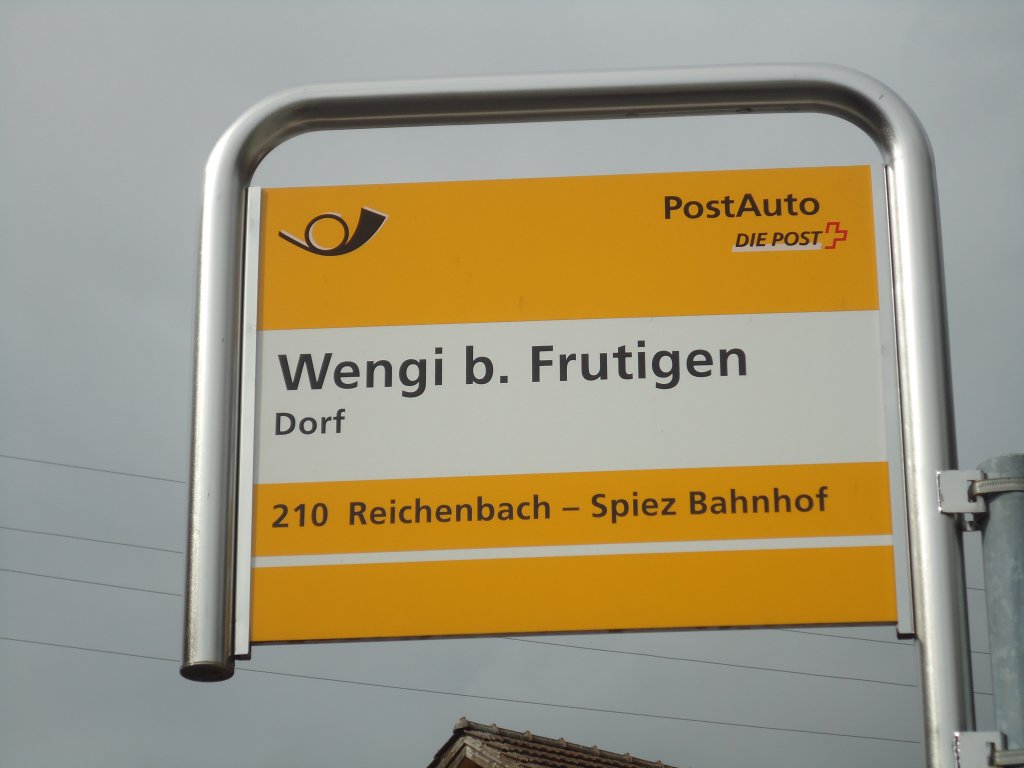 PostAuto
DIE POST
Wengi b. Frutigen
Dorf
210 Reichenbach – Spiez Bahnhof